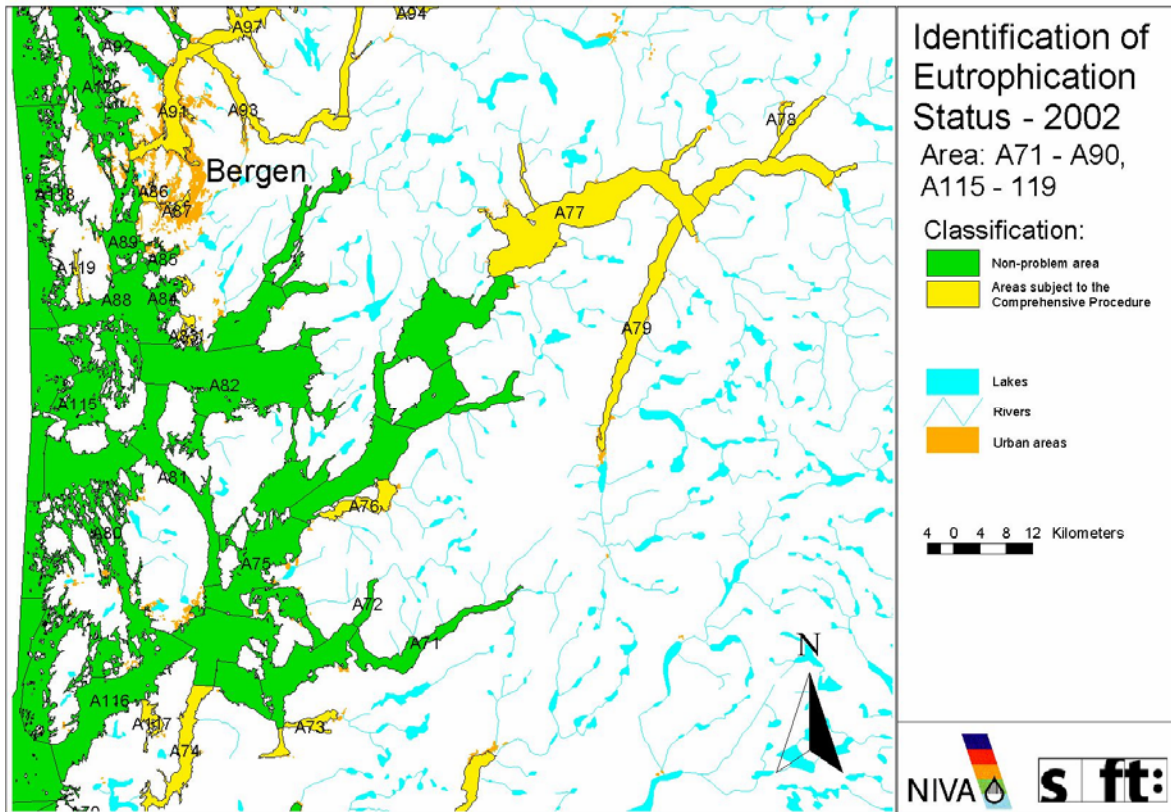 A94
A97
A92
A120
A91
A93
A78
Bergen
A118
A86
A87
A77
A89
A85
A119
A88
A84
A79
A82
A115
A81
A76
A80
A75
A72
A71
A116
A117
A73
A74
N
Identification of
Eutrophication
Status - 2002
Area: A71 - A90,
A115 - 119
Classification:
Non-problem area
Areas subject to the
Comprehensive Procedure
Lakes
Rivers
Urban areas
4 0 4 8 12 Kilometers
NIVA
sft: